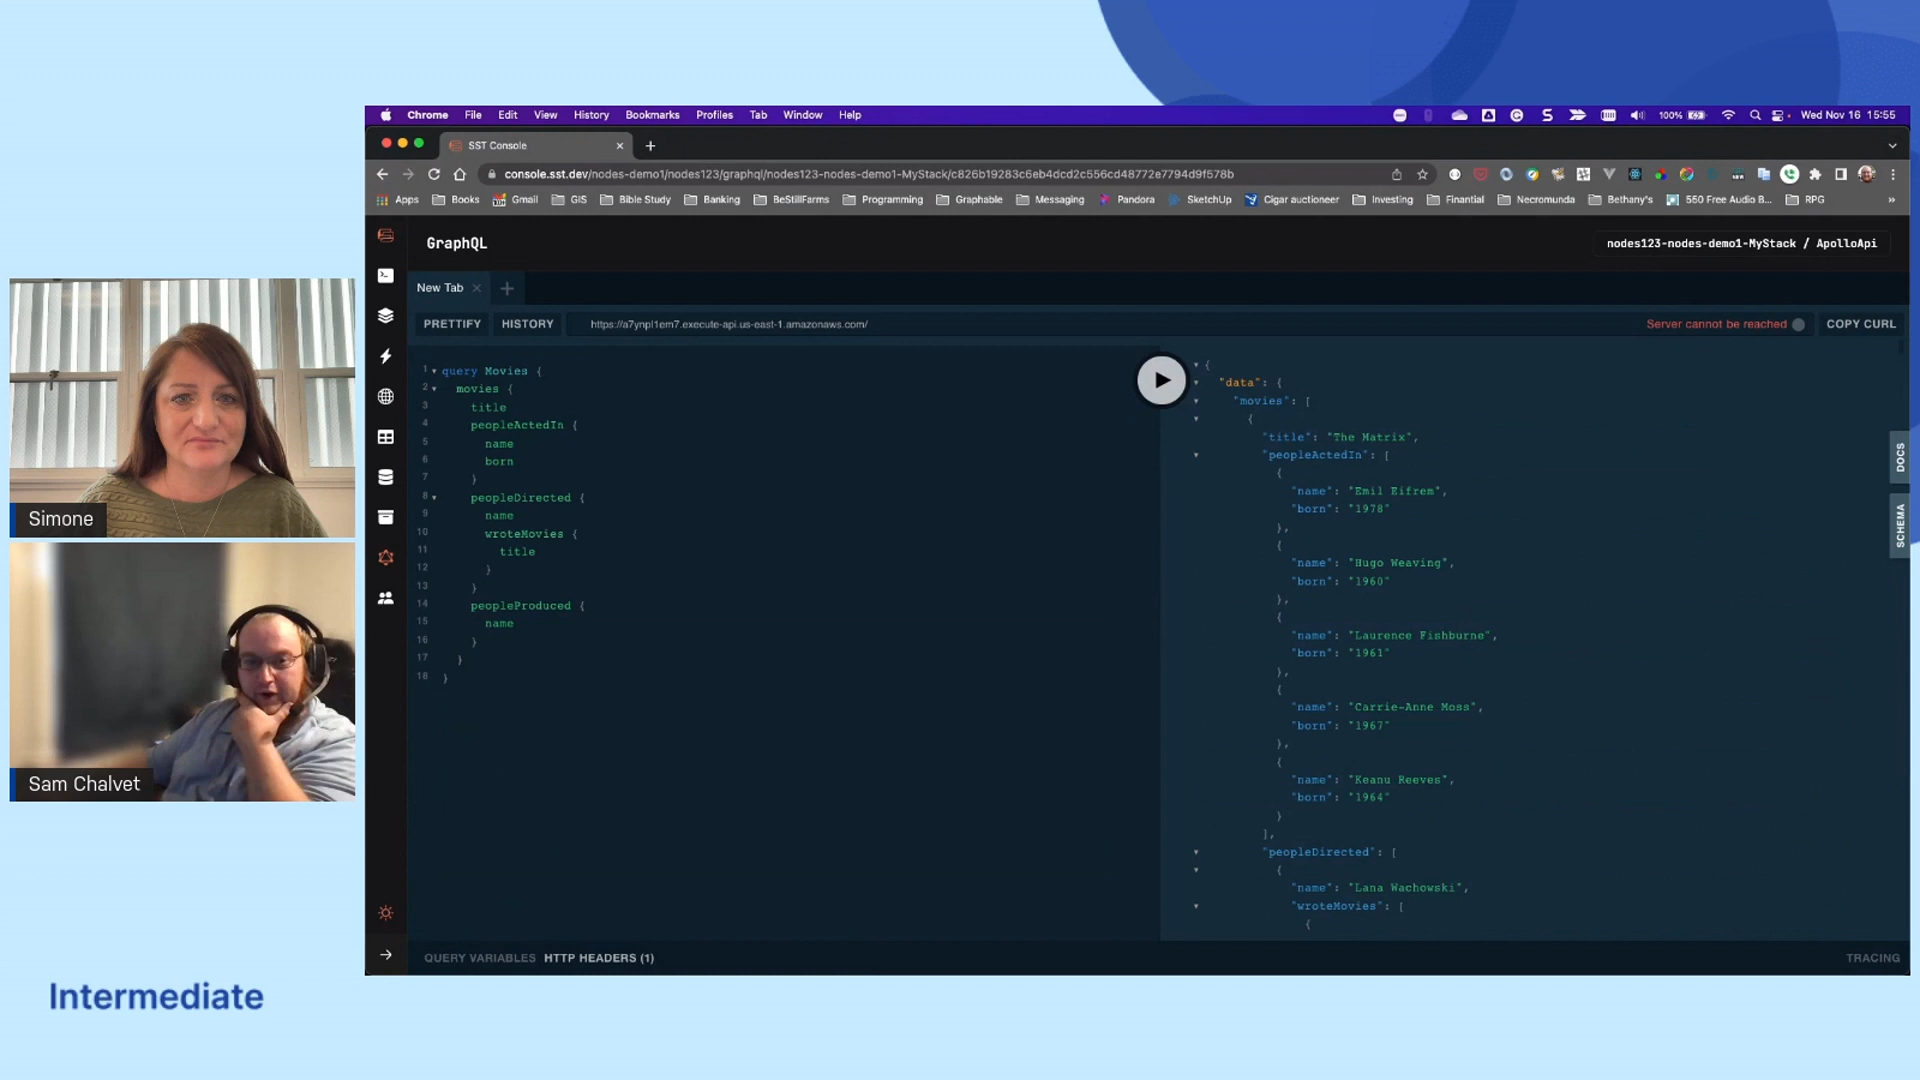 Chrome File Edit View History Bookmarks Profiles Tab Window Help 100% Wed Nov 16 15:55
SST Console
console.sst.dev/nodes-demo1/nodes123/graphql/nodes123-nodes-demo1-MyStack/c826b19283c6eb4dcd2c556cd48772e7794d9f578b
Apps Books Gmail GIS Bible Study Banking BeStillFarms Programming Graphable Messaging Pandora SketchUp Cigar auctioneer Investing Finantial Necromunda Bethany's 550 Free Audio B... RPG »
GraphQL
nodes123-nodes-demo1-MyStack / ApolloApi
New Tab
PRETTIFY HISTORY https://a7ynpl1em7.execute-api.us-east-1.amazonaws.com/ Server cannot be reached COPY CURL
1 query Movies {
2 movies {
3 title
4 peopleActedIn {
5 name
6 born
7 }
8 peopleDirected {
9 name
10 wroteMovies {
11 title
12 }
13 }
14 peopleProduced {
15 name
16 }
17 }
18 }
{
"data": {
"movies": [
{
"title": "The Matrix",
"peopleActedIn": [
{
"name": "Emil Eifrem",
"born": "1978"
},
{
"name": "Hugo Weaving",
"born": "1960"
},
{
"name": "Laurence Fishburne",
"born": "1961"
},
{
"name": "Carrie-Anne Moss",
"born": "1967"
},
{
"name": "Keanu Reeves",
"born": "1964"
}
],
"peopleDirected": [
{
"name": "Lana Wachowski",
"wroteMovies": [
{
DOCS
SCHEMA
QUERY VARIABLES HTTP HEADERS (1) TRACING
Simone
Sam Chalvet
Intermediate